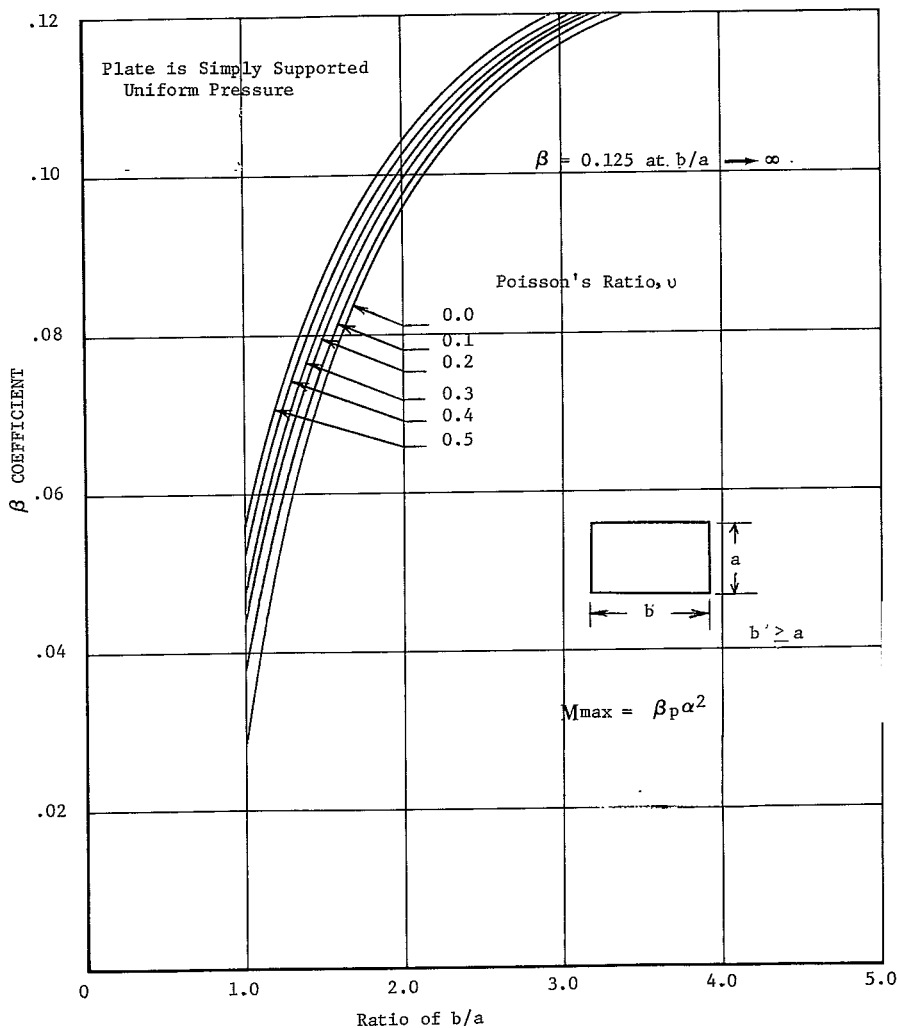 .12
Plate is Simply Supported
Uniform Pressure
.10
β = 0.125 at b/a → ∞
Poisson's Ratio, υ
0.0
.08
0.1
0.2
0.3
0.4
0.5
β COEFFICIENT
.06
a
b
b ≥ a
.04
Mmax = βpα²
.02
0
1.0
2.0
3.0
4.0
5.0
Ratio of b/a